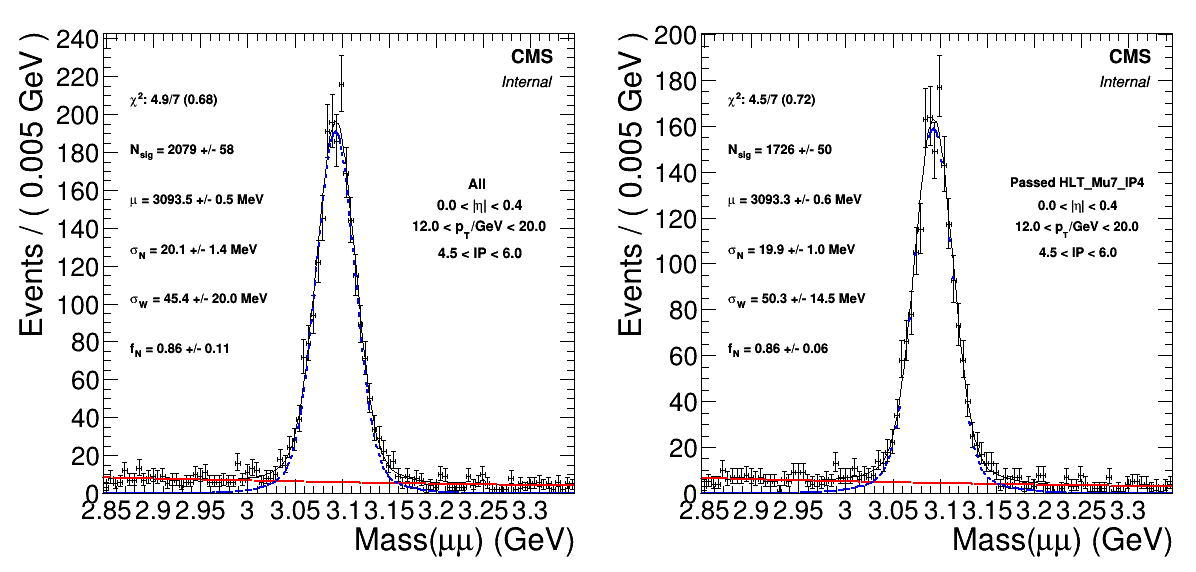 Events / ( 0.005 GeV )
240
220
200
180
160
140
120
100
80
60
40
20
0
CMS
Internal
χ²: 4.9/7 (0.68)
N_sig = 2079 +/- 58
μ = 3093.5 +/- 0.5 MeV
σ_N = 20.1 +/- 1.4 MeV
σ_W = 45.4 +/- 20.0 MeV
f_N = 0.86 +/- 0.11
All
0.0 < |η| < 0.4
12.0 < p_T/GeV < 20.0
4.5 < IP < 6.0
2.85 2.9 2.95 3 3.05 3.1 3.15 3.2 3.25 3.3
Mass(μμ) (GeV)
Events / ( 0.005 GeV )
200
180
160
140
120
100
80
60
40
20
0
CMS
Internal
χ²: 4.5/7 (0.72)
N_sig = 1726 +/- 50
μ = 3093.3 +/- 0.6 MeV
σ_N = 19.9 +/- 1.0 MeV
σ_W = 50.3 +/- 14.5 MeV
f_N = 0.86 +/- 0.06
Passed HLT_Mu7_IP4
0.0 < |η| < 0.4
12.0 < p_T/GeV < 20.0
4.5 < IP < 6.0
2.85 2.9 2.95 3 3.05 3.1 3.15 3.2 3.25 3.3
Mass(μμ) (GeV)